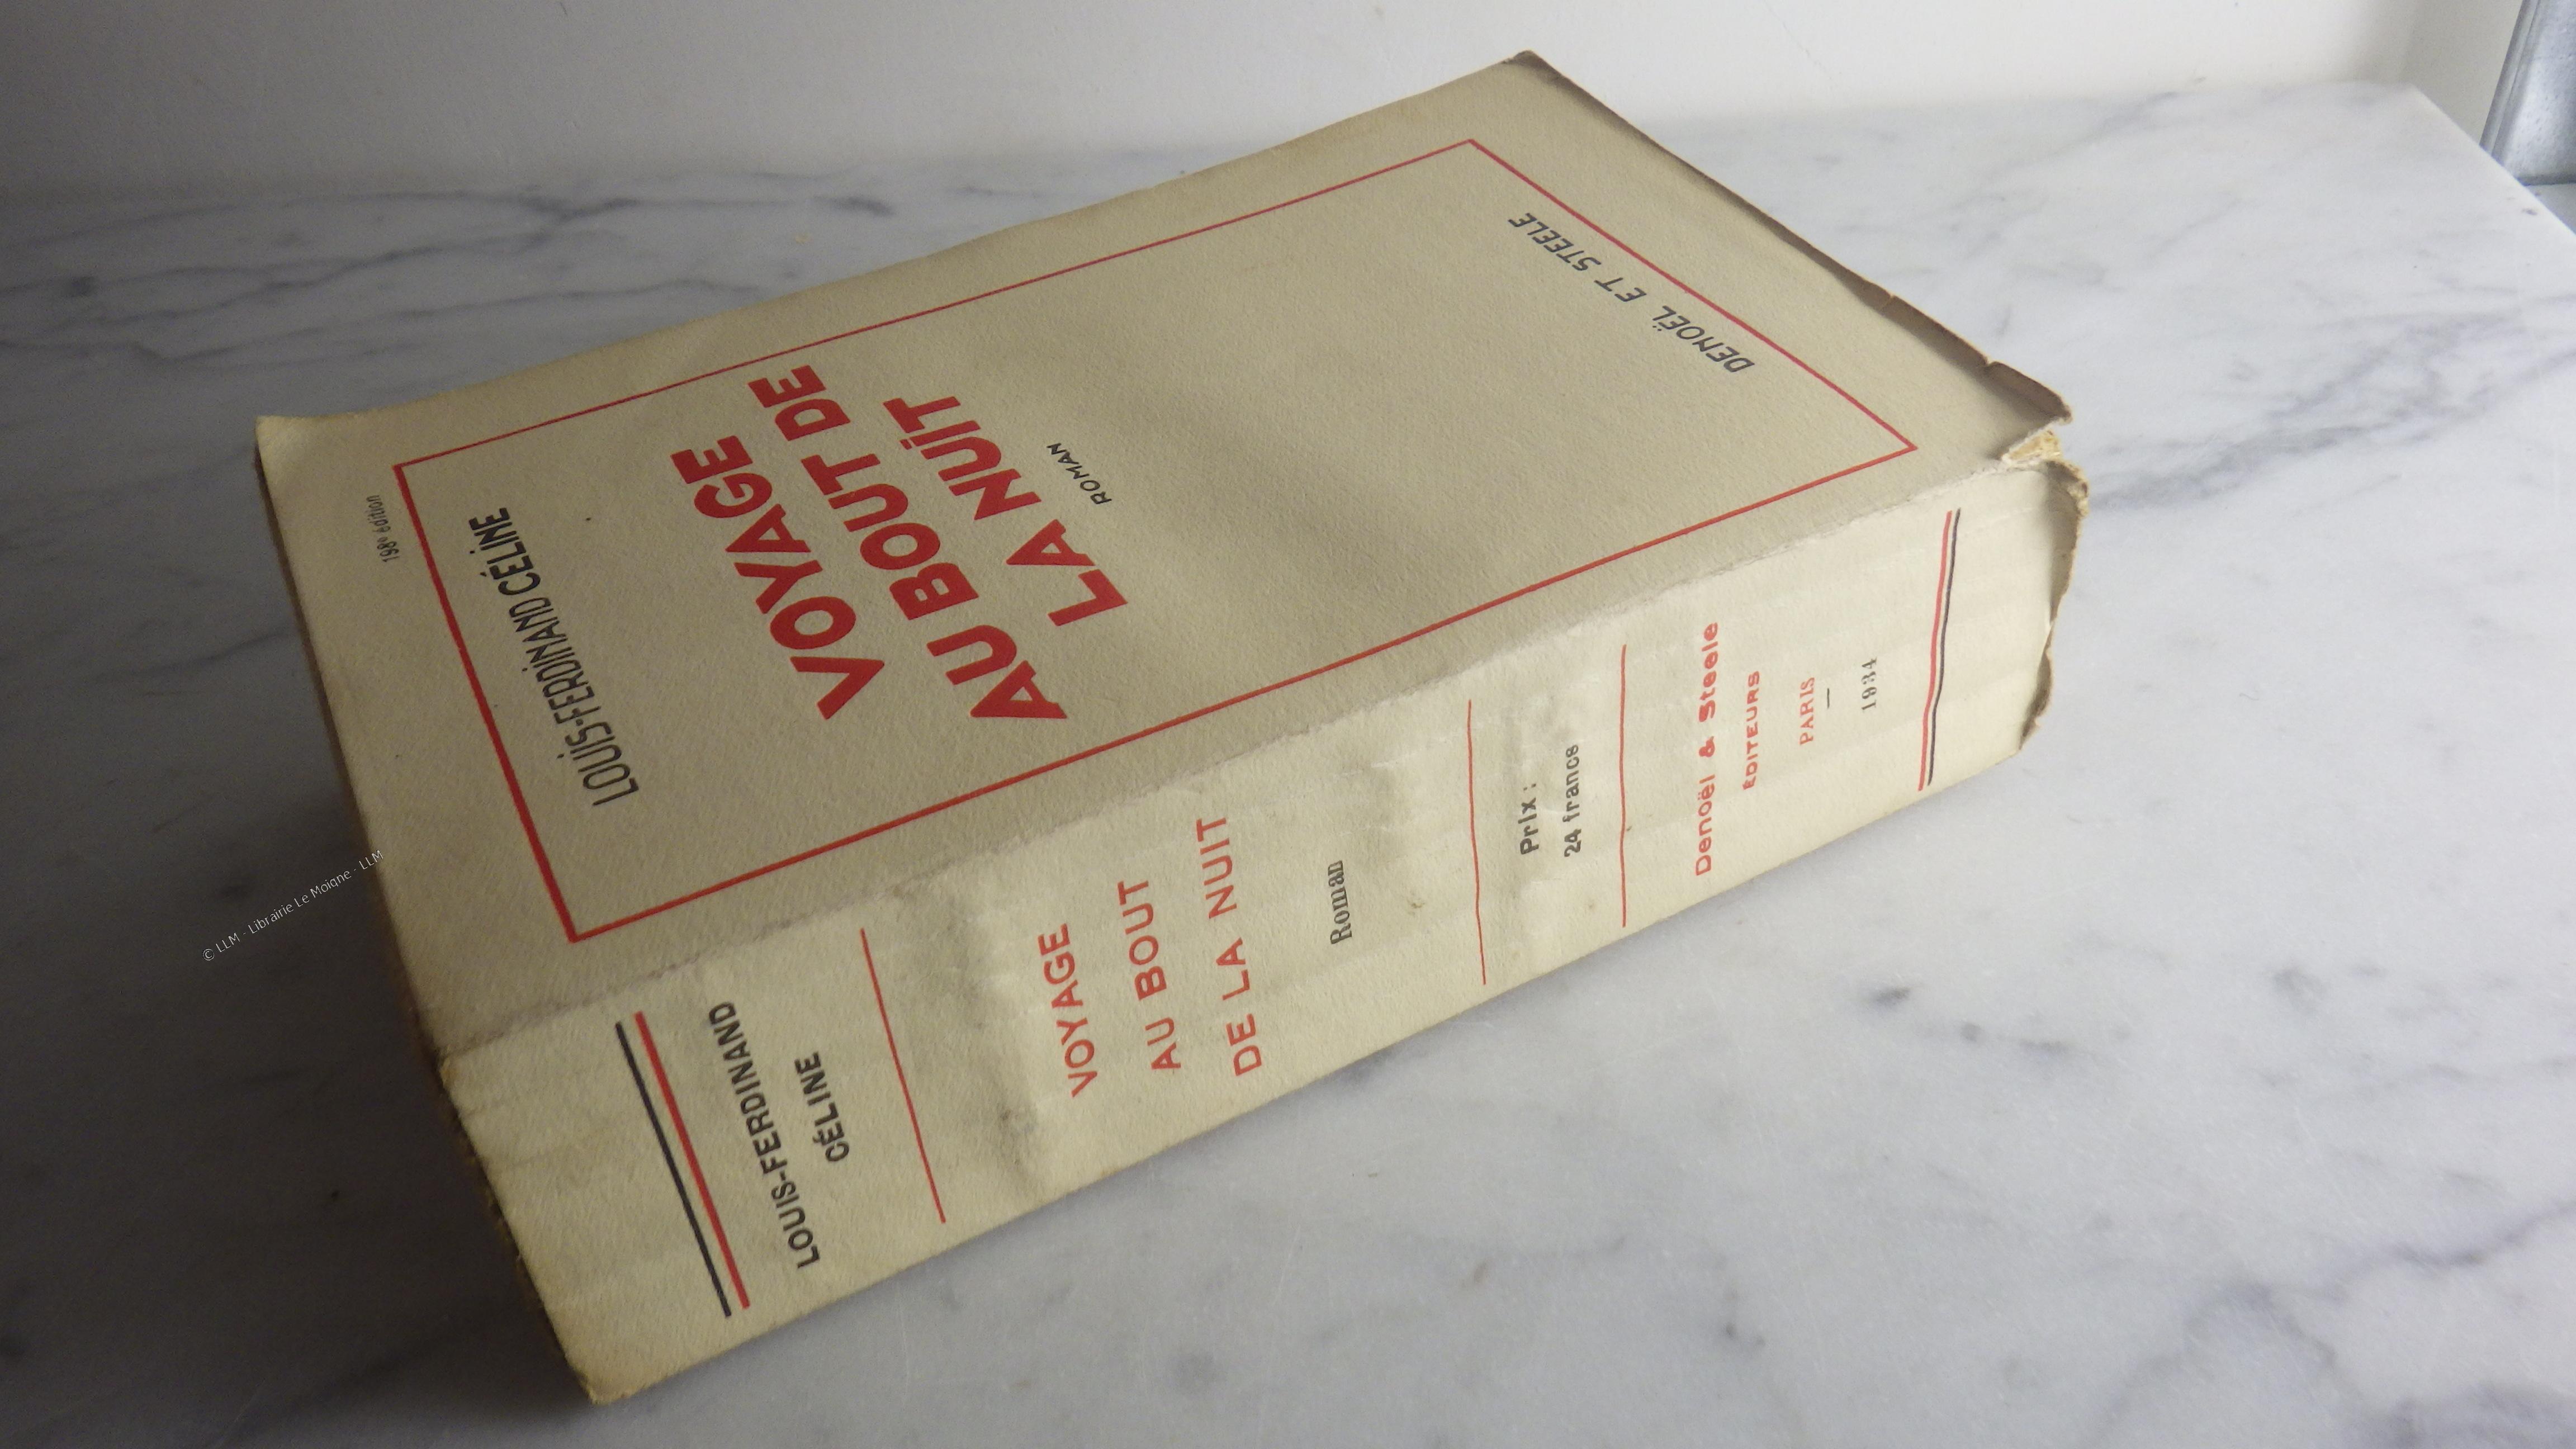 198e édition
LOUIS-FERDINAND CÉLINE
VOYAGE
AU BOUT DE
LA NUIT
ROMAN
DENOËL ET STEELE
LOUIS-FERDINAND
CÉLINE
VOYAGE
AU BOUT
DE LA NUIT
Roman
Prix :
24 francs
Denoël & Steele
ÉDITEURS
PARIS
—
1934
© LLM - Librairie Le Moigne - LLM